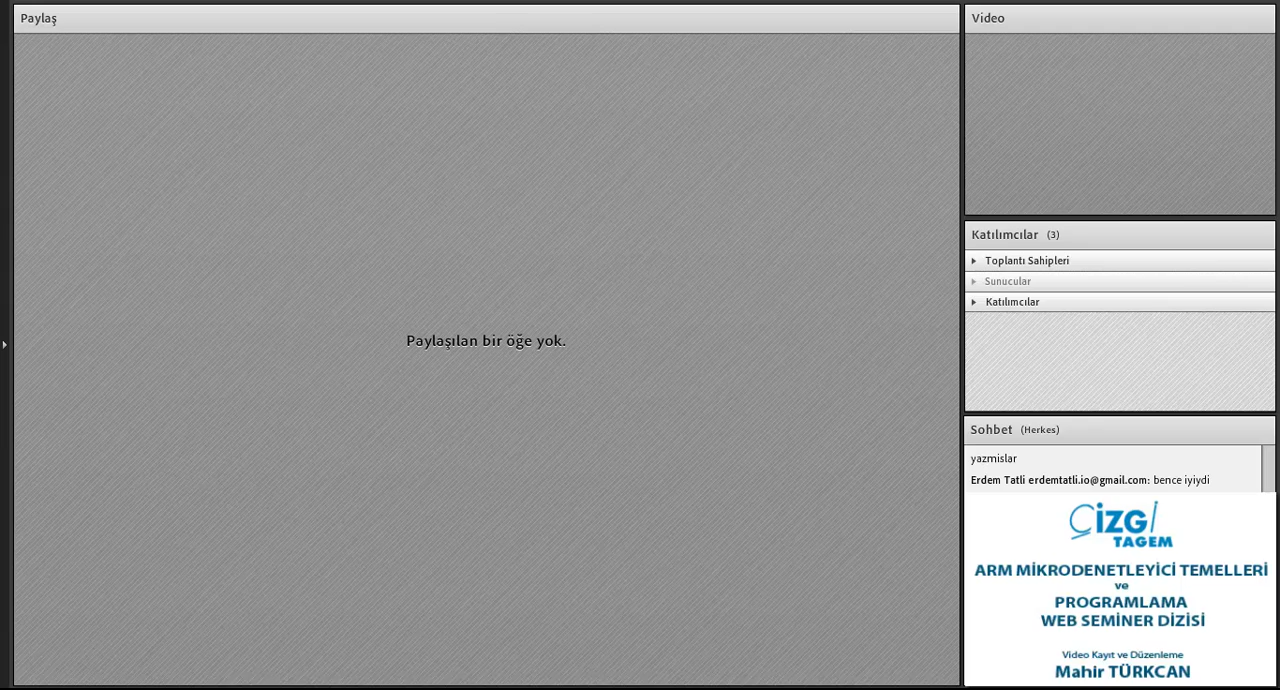 Paylaş
Paylaşılan bir öğe yok.
Video
Katılımcılar (3)
Toplantı Sahipleri
Sunucular
Katılımcılar
Sohbet (Herkes)
yazmislar
Erdem Tatli erdemtatli.io@gmail.com: bence iyiydi
ÇİZGİ
TAGEM
ARM MİKRODENETLEYİCİ TEMELLERİ
ve
PROGRAMLAMA
WEB SEMİNER DİZİSİ
Video Kayıt ve Düzenleme
Mahir TÜRKCAN